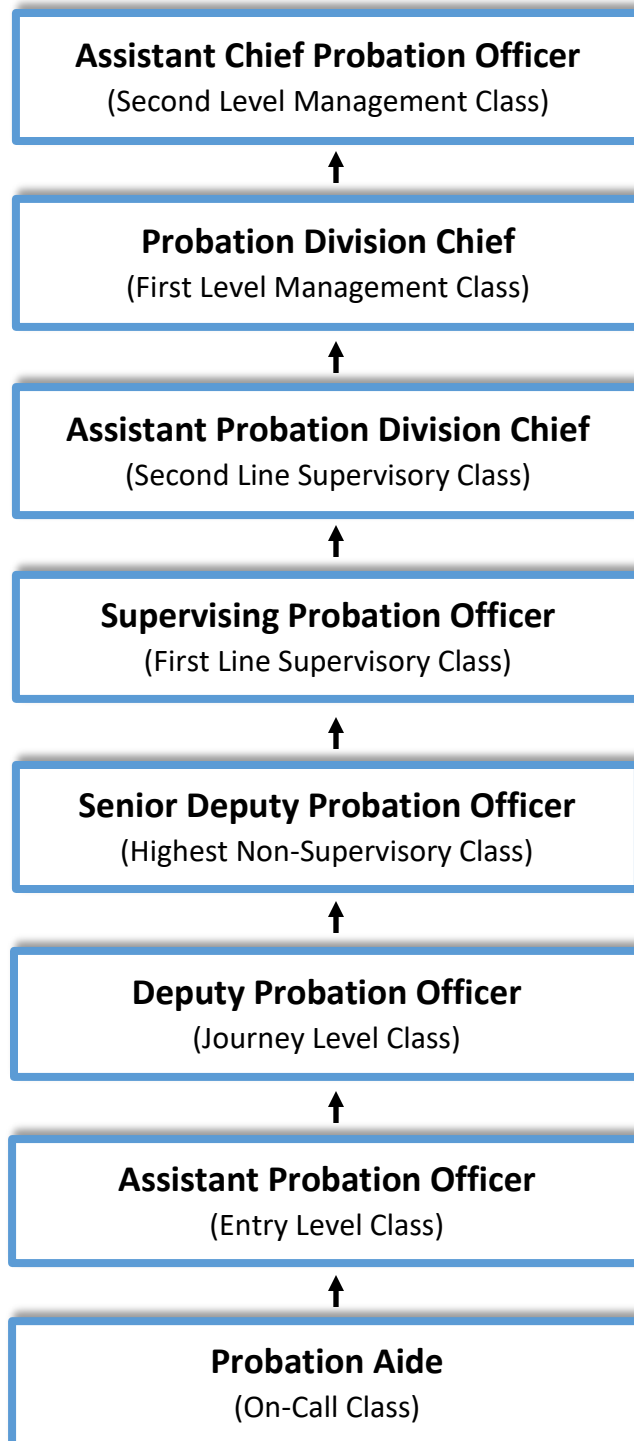 Assistant Chief Probation Officer
(Second Level Management Class)
Probation Division Chief
(First Level Management Class)
Assistant Probation Division Chief
(Second Line Supervisory Class)
Supervising Probation Officer
(First Line Supervisory Class)
Senior Deputy Probation Officer
(Highest Non-Supervisory Class)
Deputy Probation Officer
(Journey Level Class)
Assistant Probation Officer
(Entry Level Class)
Probation Aide
(On-Call Class)